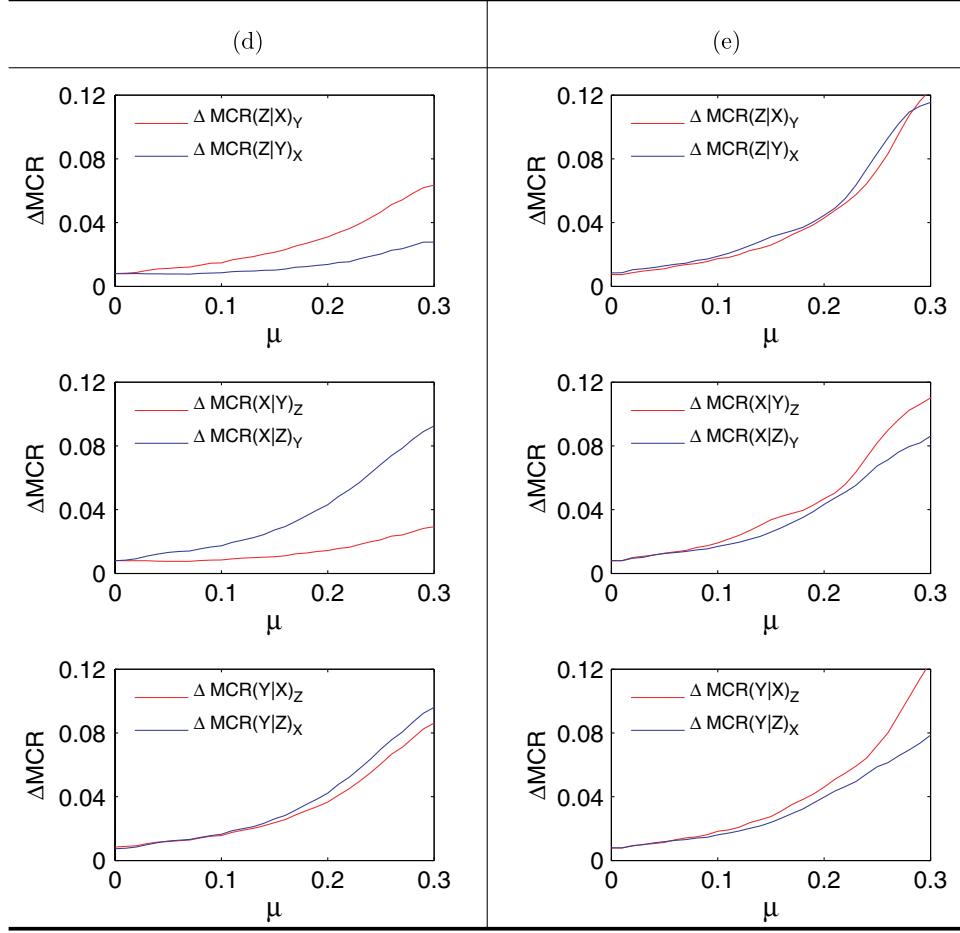 (d)
(e)
0.12
0.08
0.04
0
ΔMCR
Δ MCR(Z|X)Y
Δ MCR(Z|Y)X
0 0.1 0.2 0.3
μ
0.12
0.08
0.04
0
ΔMCR
Δ MCR(Z|X)Y
Δ MCR(Z|Y)X
0 0.1 0.2 0.3
μ
0.12
0.08
0.04
0
ΔMCR
Δ MCR(X|Y)Z
Δ MCR(X|Z)Y
0 0.1 0.2 0.3
μ
0.12
0.08
0.04
0
ΔMCR
Δ MCR(X|Y)Z
Δ MCR(X|Z)Y
0 0.1 0.2 0.3
μ
0.12
0.08
0.04
0
ΔMCR
Δ MCR(Y|X)Z
Δ MCR(Y|Z)X
0 0.1 0.2 0.3
μ
0.12
0.08
0.04
0
ΔMCR
Δ MCR(Y|X)Z
Δ MCR(Y|Z)X
0 0.1 0.2 0.3
μ